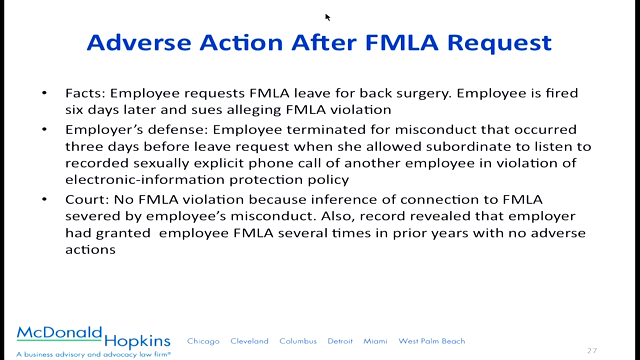 Adverse Action After FMLA Request
• Facts: Employee requests FMLA leave for back surgery. Employee is fired
six days later and sues alleging FMLA violation
• Employer's defense: Employee terminated for misconduct that occurred
three days before leave request when she allowed subordinate to listen to
recorded sexually explicit phone call of another employee in violation of
electronic-information protection policy
• Court: No FMLA violation because inference of connection to FMLA
severed by employee's misconduct. Also, record revealed that employer
had granted  employee FMLA several times in prior years with no adverse
actions
McDonald
Hopkins
A business advisory and advocacy law firm®
Chicago Cleveland Columbus Detroit Miami West Palm Beach
27